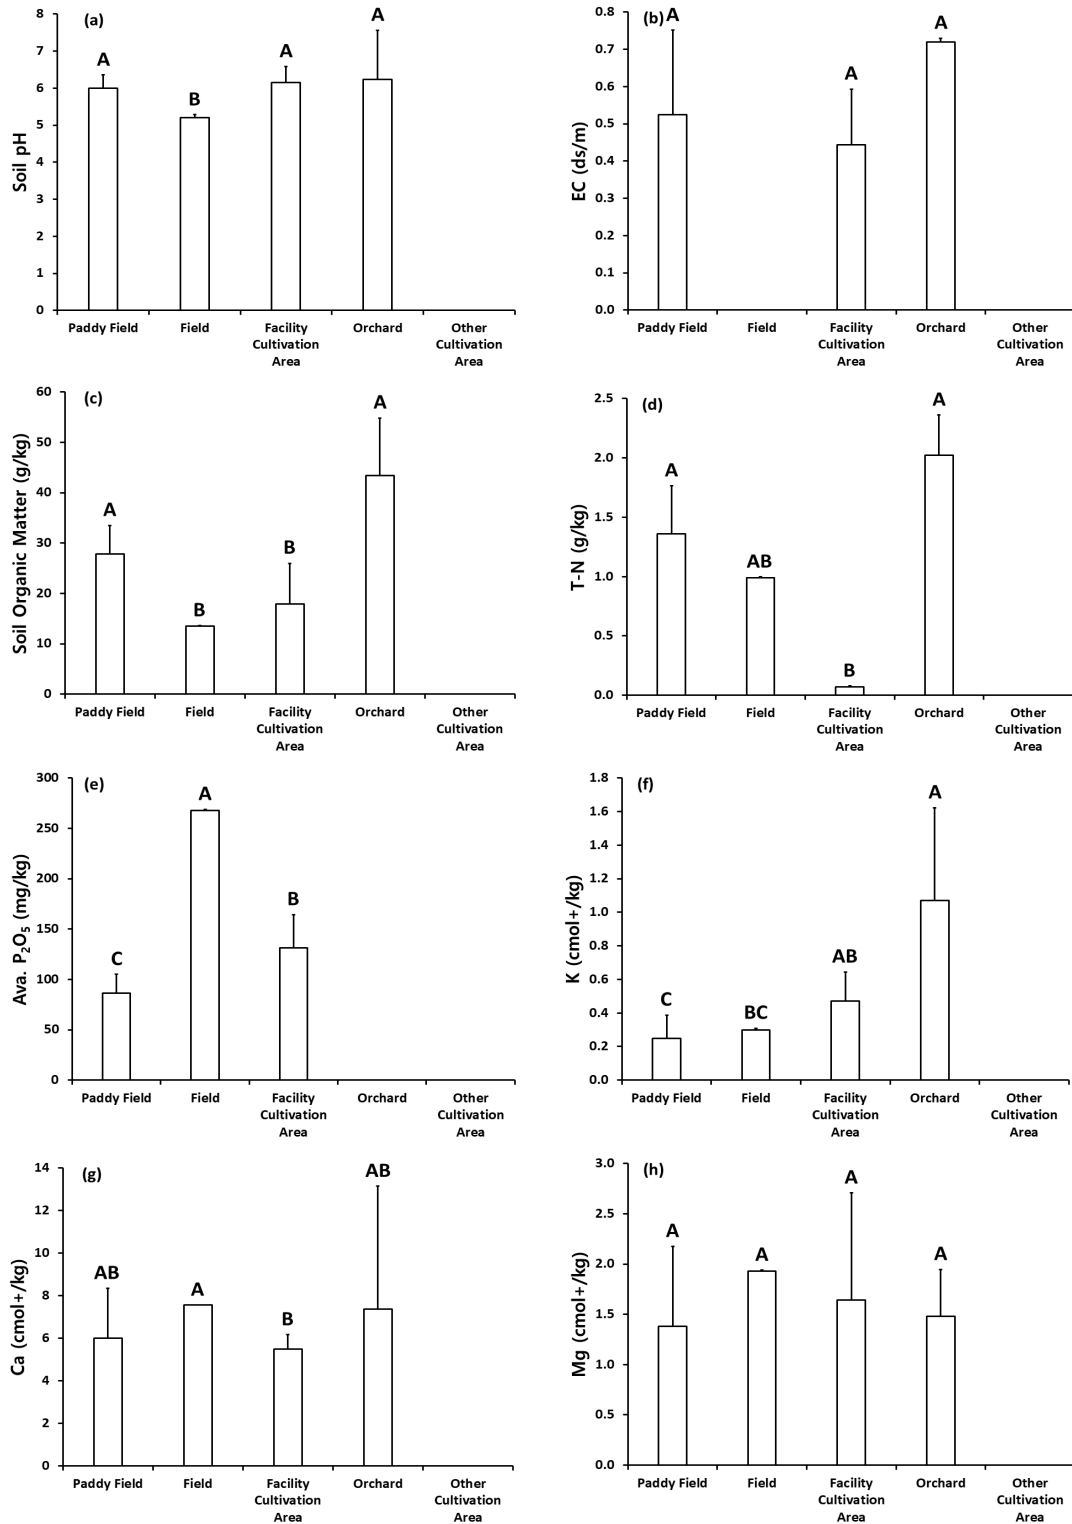 (a)
Soil pH
8
7
6
5
4
3
2
1
0
A
B
A
A
Paddy Field
Field
Facility
Cultivation
Area
Orchard
Other
Cultivation
Area
(b)
EC (ds/m)
0.8
0.7
0.6
0.5
0.4
0.3
0.2
0.1
0.0
A
A
A
Paddy Field
Field
Facility
Cultivation
Area
Orchard
Other
Cultivation
Area
(c)
Soil Organic Matter (g/kg)
60
50
40
30
20
10
0
A
B
B
A
Paddy Field
Field
Facility
Cultivation
Area
Orchard
Other
Cultivation
Area
(d)
T-N (g/kg)
2.5
2.0
1.5
1.0
0.5
0.0
A
AB
B
A
Paddy Field
Field
Facility
Cultivation
Area
Orchard
Other
Cultivation
Area
(e)
Ava. P₂O₅ (mg/kg)
300
250
200
150
100
50
0
C
A
B
Paddy Field
Field
Facility
Cultivation
Area
Orchard
Other
Cultivation
Area
(f)
K (cmol+/kg)
1.8
1.6
1.4
1.2
1.0
0.8
0.6
0.4
0.2
0.0
C
BC
AB
A
Paddy Field
Field
Facility
Cultivation
Area
Orchard
Other
Cultivation
Area
(g)
Ca (cmol+/kg)
14
12
10
8
6
4
2
0
AB
A
B
AB
Paddy Field
Field
Facility
Cultivation
Area
Orchard
Other
Cultivation
Area
(h)
Mg (cmol+/kg)
3.0
2.5
2.0
1.5
1.0
0.5
0.0
A
A
A
A
Paddy Field
Field
Facility
Cultivation
Area
Orchard
Other
Cultivation
Area